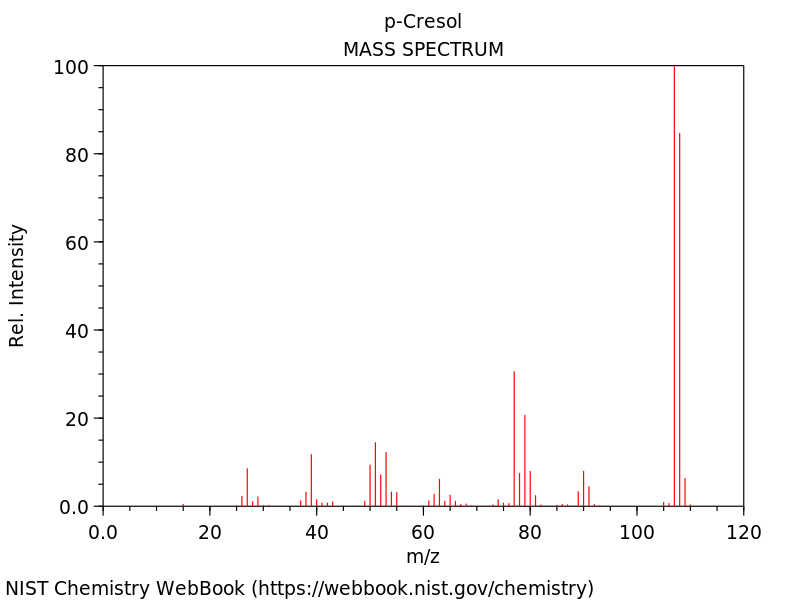 p-Cresol
MASS SPECTRUM
Rel. Intensity
100
80
60
40
20
0.0
0.0 20 40 60 80 100 120
m/z
NIST Chemistry WebBook (https://webbook.nist.gov/chemistry)